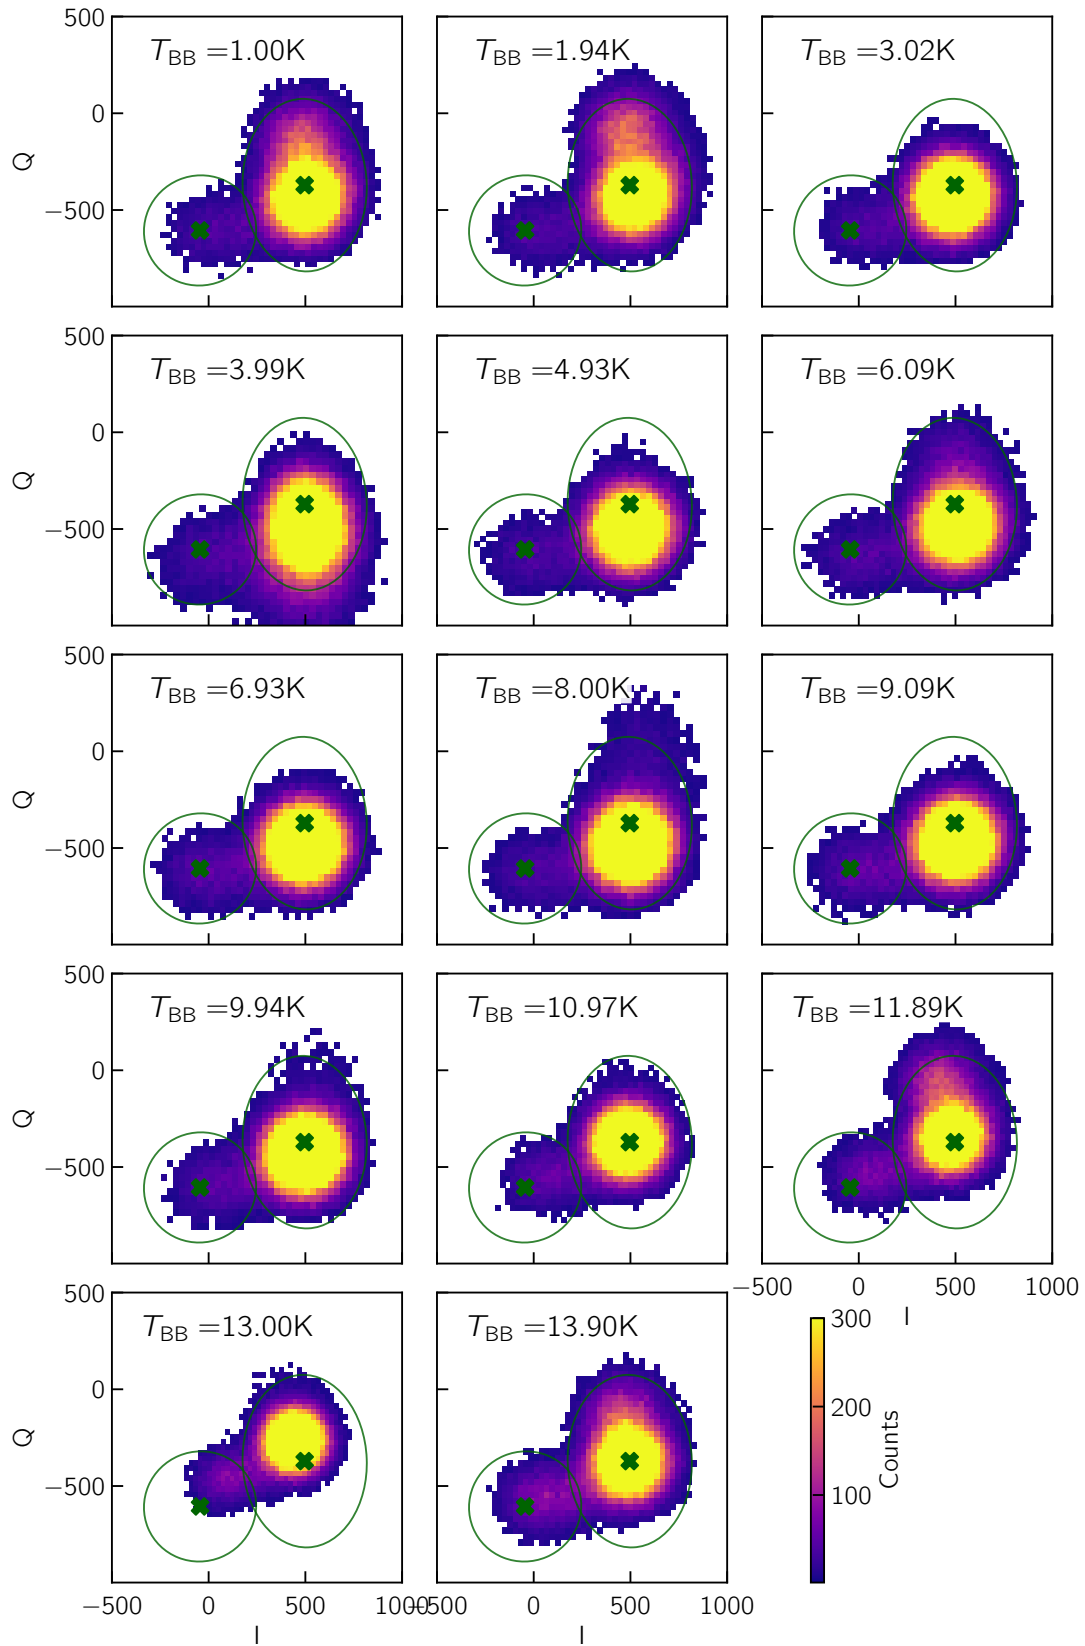 500
T_BB =1.00K
T_BB =1.94K
T_BB =3.02K
0
Q
−500
500
T_BB =3.99K
T_BB =4.93K
T_BB =6.09K
0
Q
−500
500
T_BB =6.93K
T_BB =8.00K
T_BB =9.09K
0
Q
−500
500
T_BB =9.94K
T_BB =10.97K
T_BB =11.89K
0
Q
−500
−500 0 500 1000
I
500
T_BB =13.00K
T_BB =13.90K
0
Q
−500
−500 0 500 1000
I
−500 0 500 1000
I
300
200
100
Counts